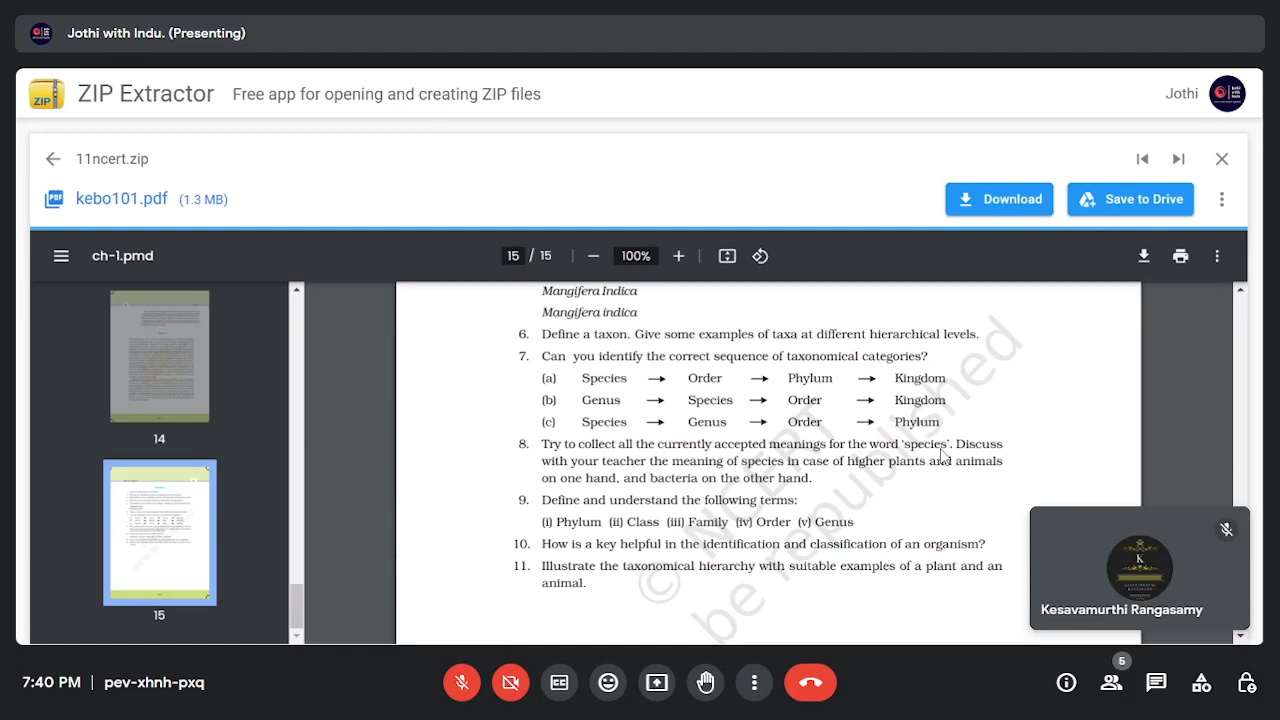 Jothi with Indu. (Presenting)
ZIP
ZIP Extractor Free app for opening and creating ZIP files Jothi
11ncert.zip
PDF kebo101.pdf (1.3 MB) Download Save to Drive
ch-1.pmd 15 / 15 100%
Mangifera Indica
Mangifera indica
6. Define a taxon. Give some examples of taxa at different hierarchical levels.
7. Can you identify the correct sequence of taxonomical categories?
(a) Species → Order → Phylum → Kingdom
(b) Genus → Species → Order → Kingdom
(c) Species → Genus → Order → Phylum
8. Try to collect all the currently accepted meanings for the word ‘species’. Discuss
with your teacher the meaning of species in case of higher plants and animals
on one hand, and bacteria on the other hand.
9. Define and understand the following terms:
(i) Phylum (ii) Class (iii) Family (iv) Order (v) Genus
10. How is a key helpful in the identification and classification of an organism?
11. Illustrate the taxonomical hierarchy with suitable examples of a plant and an
animal.
© NCERT
be republished
14
15
K
Kesavamurthi Rangasamy
7:40 PM | pev-xhnh-pxq
CC
5